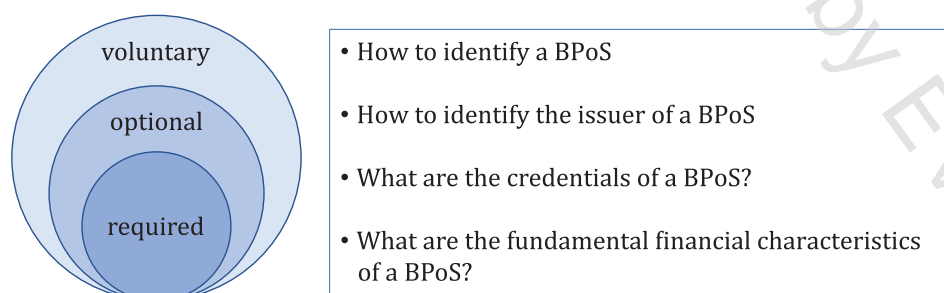 voluntary
optional
required
• How to identify a BPoS
• How to identify the issuer of a BPoS
• What are the credentials of a BPoS?
• What are the fundamental financial characteristics
of a BPoS?
by